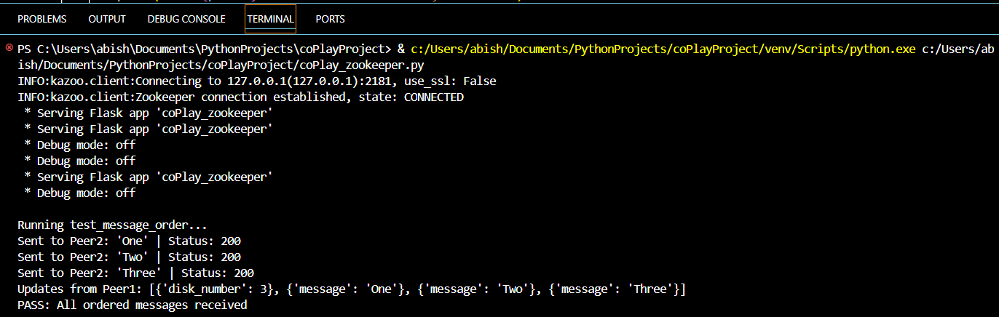 PROBLEMS OUTPUT DEBUG CONSOLE TERMINAL PORTS
PS C:\Users\abish\Documents\PythonProjects\coPlayProject> & c:/Users/abish/Documents/PythonProjects/coPlayProject/venv/Scripts/python.exe c:/Users/ab
ish/Documents/PythonProjects/coPlayProject/coPlay_zookeeper.py
INFO:kazoo.client:Connecting to 127.0.0.1(127.0.0.1):2181, use_ssl: False
INFO:kazoo.client:Zookeeper connection established, state: CONNECTED
 * Serving Flask app 'coPlay_zookeeper'
 * Serving Flask app 'coPlay_zookeeper'
 * Debug mode: off
 * Debug mode: off
 * Serving Flask app 'coPlay_zookeeper'
 * Debug mode: off
Running test_message_order...
Sent to Peer2: 'One' | Status: 200
Sent to Peer2: 'Two' | Status: 200
Sent to Peer2: 'Three' | Status: 200
Updates from Peer1: [{'disk_number': 3}, {'message': 'One'}, {'message': 'Two'}, {'message': 'Three'}]
PASS: All ordered messages received